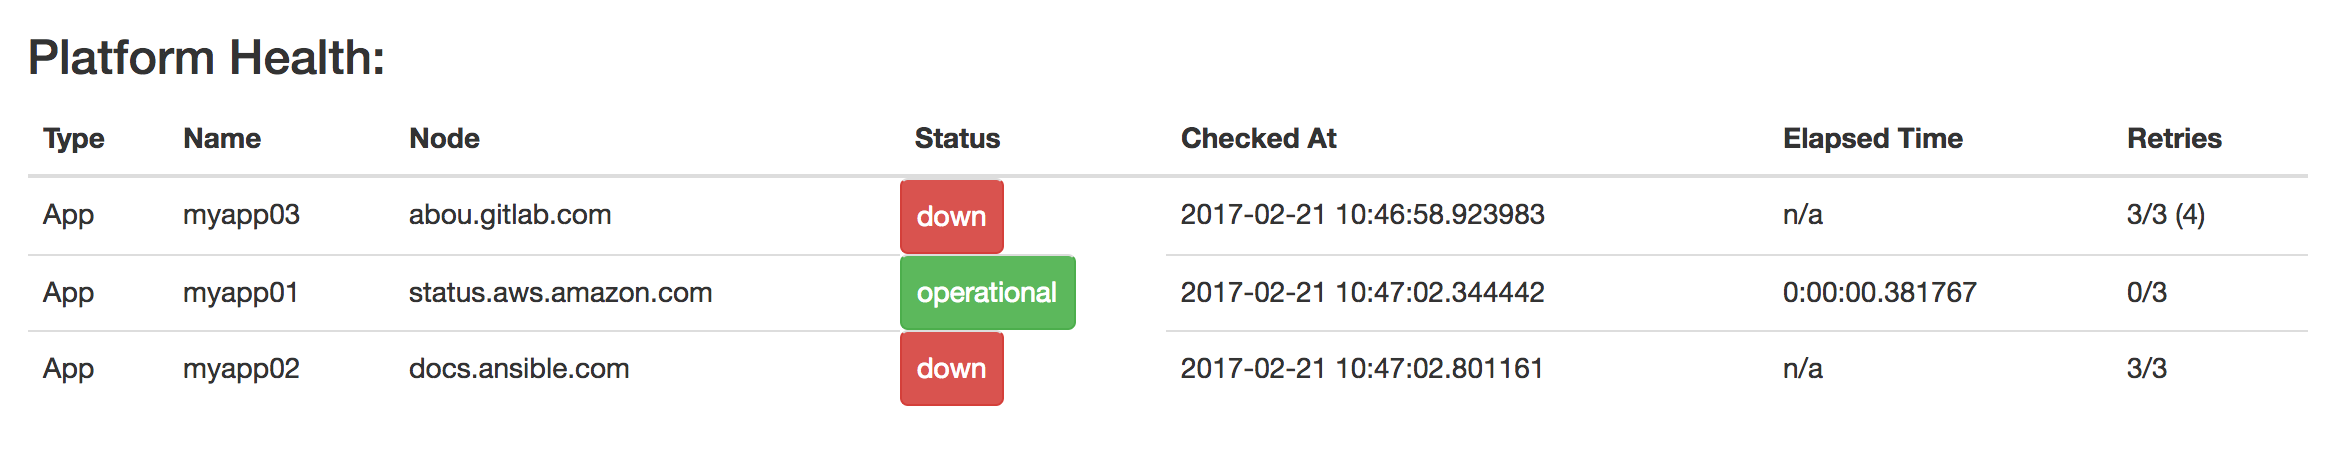 Platform Health:
Type Name Node Status Checked At Elapsed Time Retries
App myapp03 abou.gitlab.com down 2017-02-21 10:46:58.923983 n/a 3/3 (4)
App myapp01 status.aws.amazon.com operational 2017-02-21 10:47:02.344442 0:00:00.381767 0/3
App myapp02 docs.ansible.com down 2017-02-21 10:47:02.801161 n/a 3/3